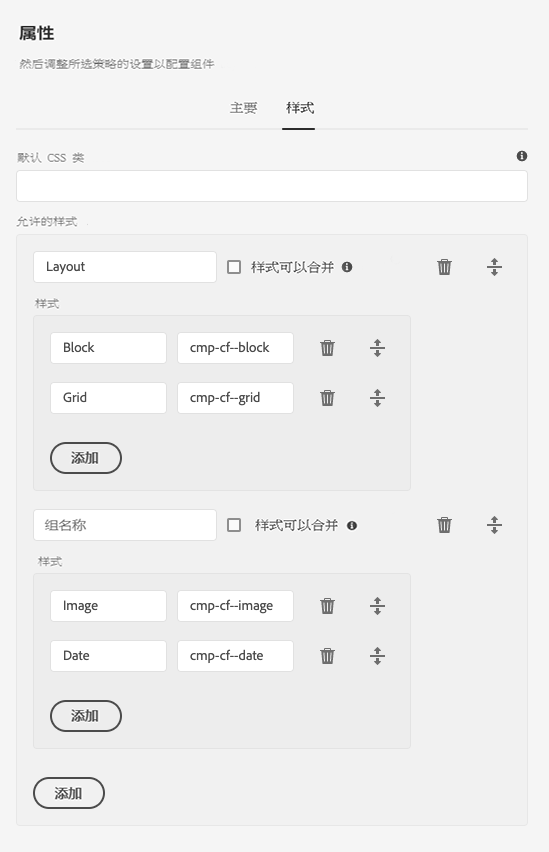 属性
然后调整所选策略的设置以配置组件
主要 样式
默认 CSS 类
允许的样式
Layout 样式可以合并
样式
Block cmp-cf--block
Grid cmp-cf--grid
添加
组名称 样式可以合并
样式
Image cmp-cf--image
Date cmp-cf--date
添加
添加